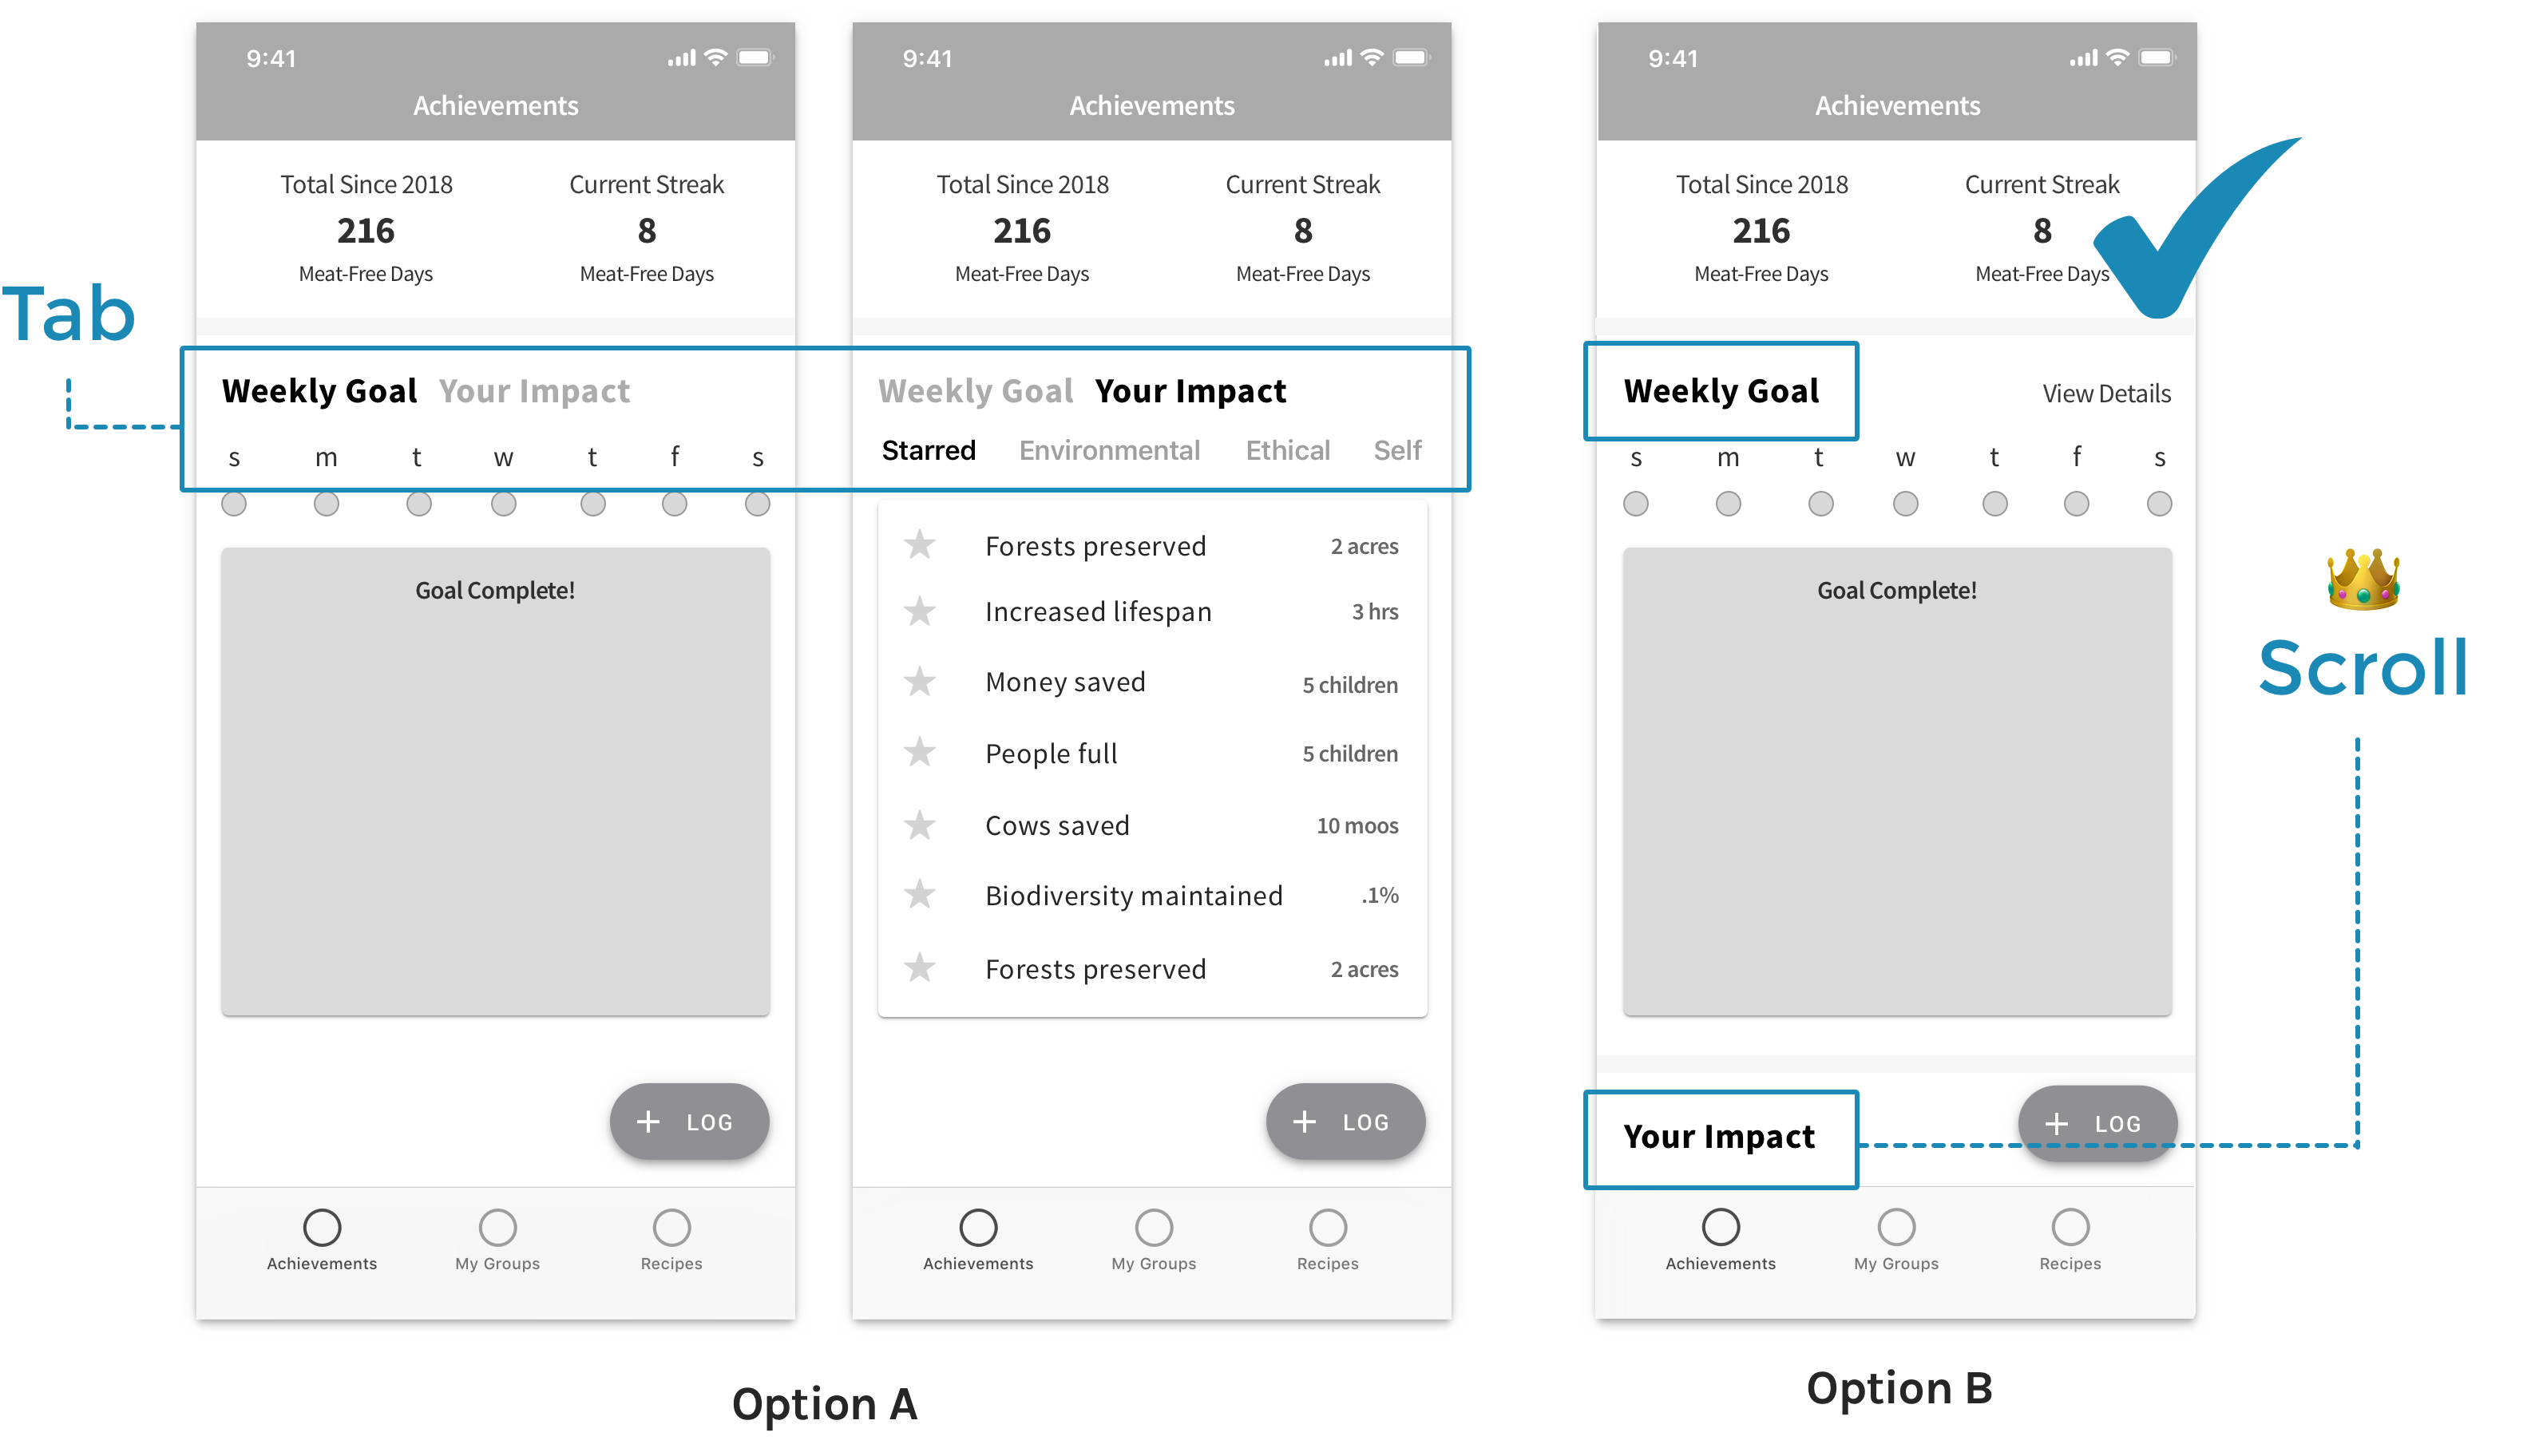 Tab
9:41
Achievements
Total Since 2018 Current Streak
216 8
Meat-Free Days Meat-Free Days
Weekly Goal Your Impact
s m t w t f s
Goal Complete!
+ LOG
Achievements My Groups Recipes
9:41
Achievements
Total Since 2018 Current Streak
216 8
Meat-Free Days Meat-Free Days
Weekly Goal Your Impact
Starred Environmental Ethical Self
Forests preserved 2 acres
Increased lifespan 3 hrs
Money saved 5 children
People full 5 children
Cows saved 10 moos
Biodiversity maintained .1%
Forests preserved 2 acres
+ LOG
Achievements My Groups Recipes
Option A
9:41
Achievements
Total Since 2018 Current Streak
216 8
Meat-Free Days Meat-Free Days
Weekly Goal View Details
s m t w t f s
Goal Complete!
Your Impact + LOG
Achievements My Groups Recipes
Option B
Scroll